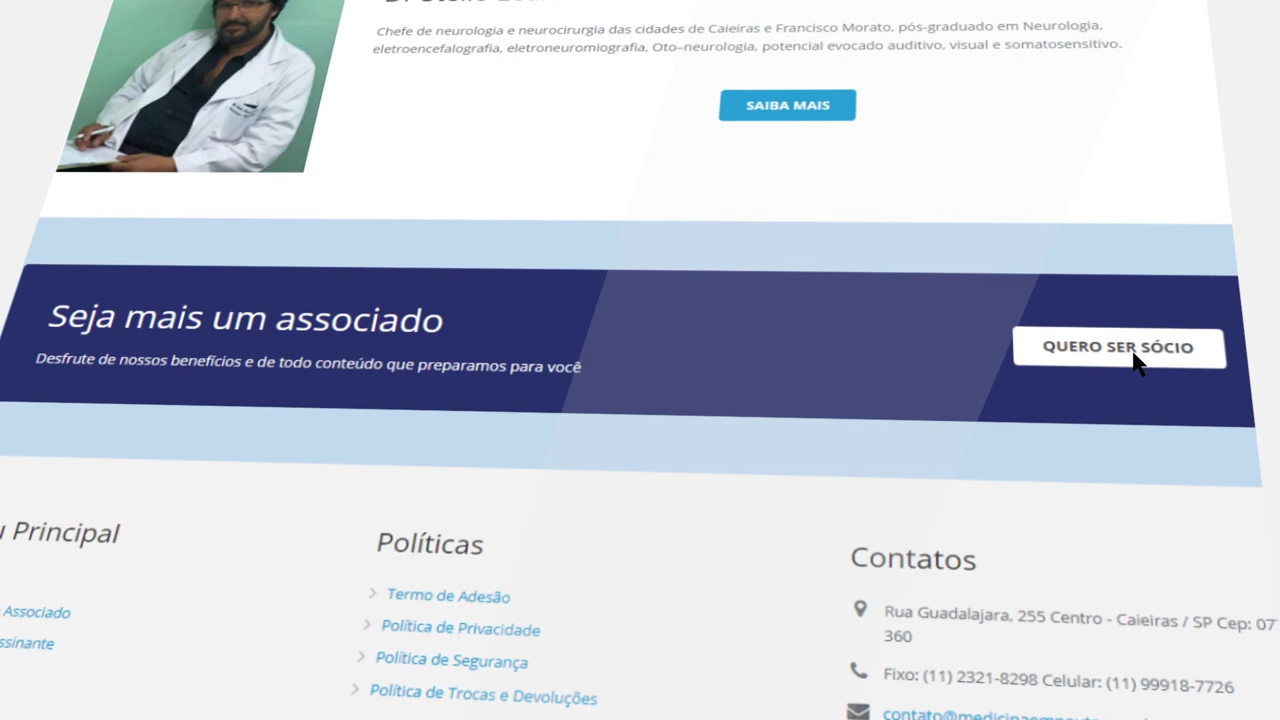 Chefe de neurologia e neurocirurgia das cidades de Caieiras e Francisco Morato, pós-graduado em Neurologia,
eletroencefalografia, eletroneuromiografia, Oto–neurologia, potencial evocado auditivo, visual e somatosensitivo.
SAIBA MAIS
Seja mais um associado
Desfrute de nossos benefícios e de todo conteúdo que preparamos para você
QUERO SER SÓCIO
Principal
Associado
Políticas
Termo de Adesão
Política de Privacidade
Política de Segurança
Política de Trocas e Devoluções
Contatos
Rua Guadalajara, 255 Centro - Caieiras / SP Cep: 07
360
Fixo: (11) 2321-8298 Celular: (11) 99918-7726